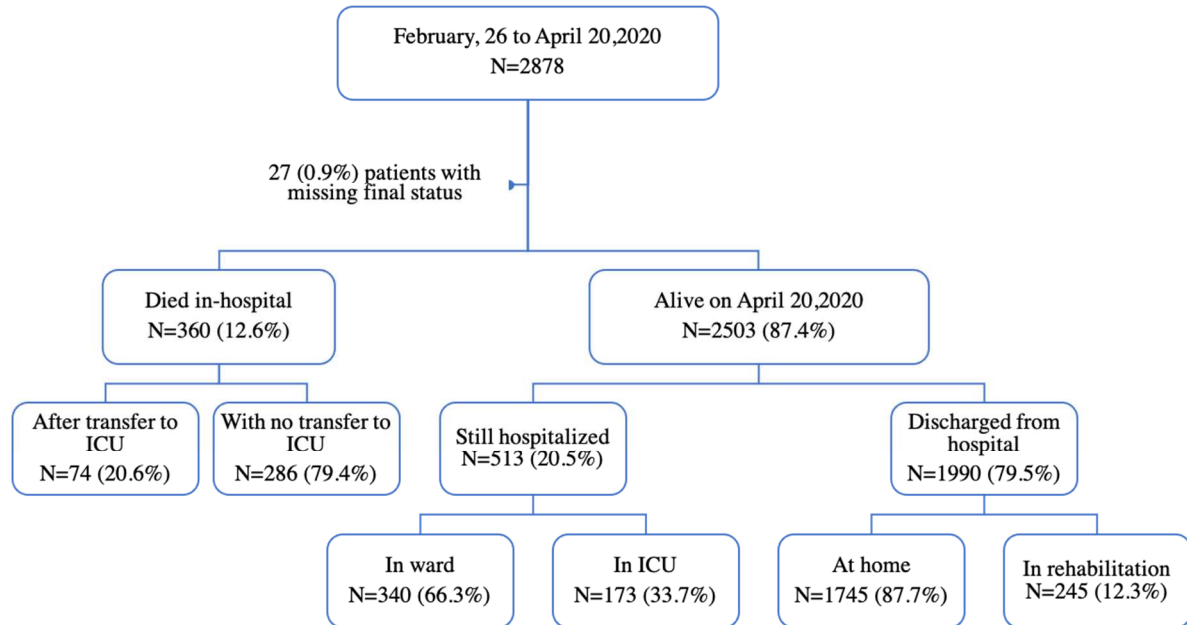 February, 26 to April 20,2020
N=2878
27 (0.9%) patients with
missing final status
Died in-hospital
N=360 (12.6%)
Alive on April 20,2020
N=2503 (87.4%)
After transfer to
ICU
N=74 (20.6%)
With no transfer to
ICU
N=286 (79.4%)
Still hospitalized
N=513 (20.5%)
Discharged from
hospital
N=1990 (79.5%)
In ward
N=340 (66.3%)
In ICU
N=173 (33.7%)
At home
N=1745 (87.7%)
In rehabilitation
N=245 (12.3%)